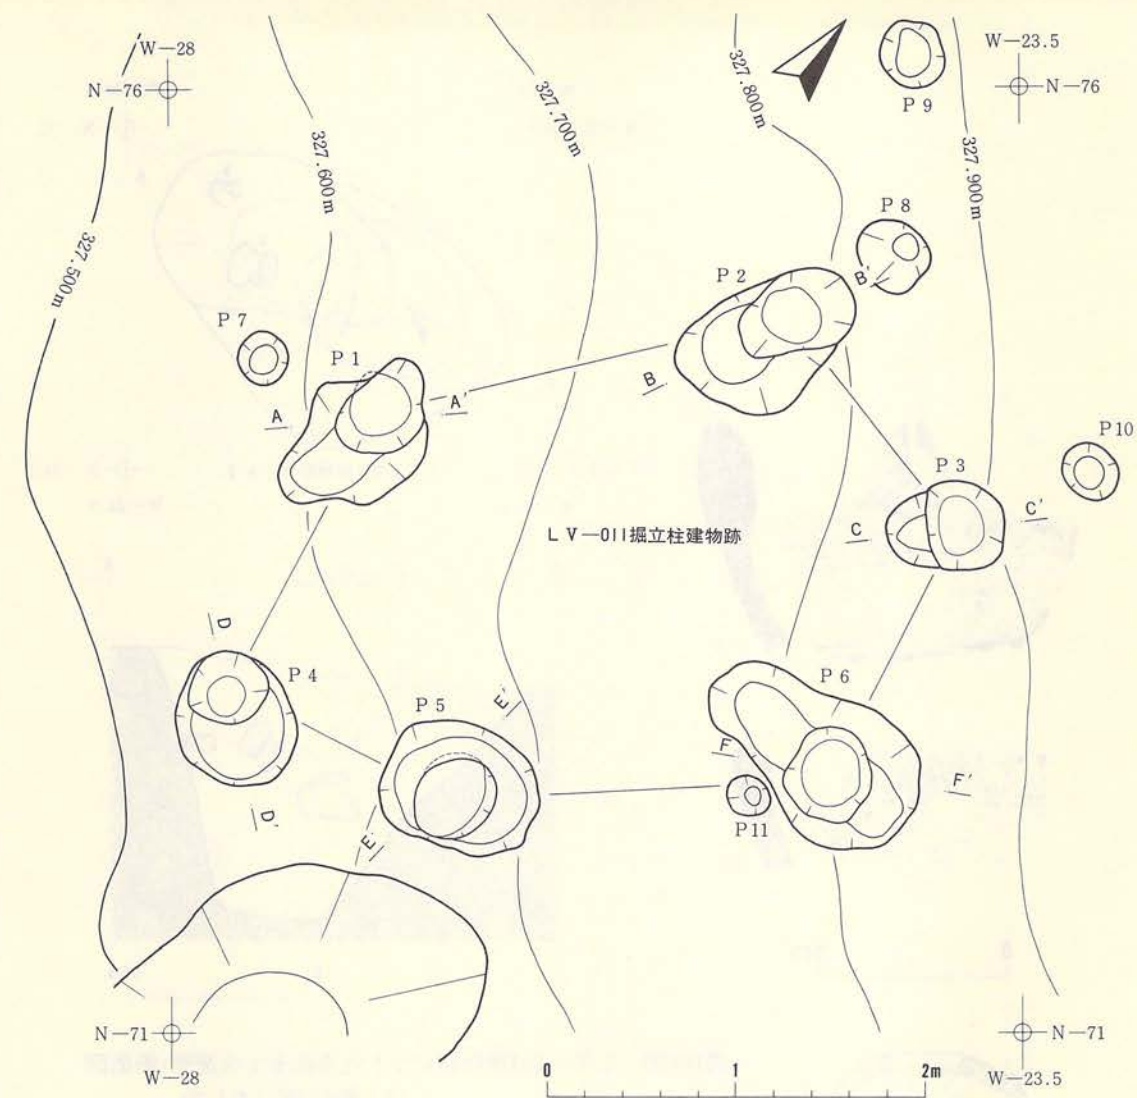 W—28
W—23.5
N—76
N—76
P 9
327.800m
327.700m
327.600m
327.900m
327.500m
P 8
P 2
B′
P 7
P 1
B
A
A′
P10
P 3
C′
C
LV—011掘立柱建物跡
D
P 4
P 6
P 5
E′
F
F′
D′
E
P11
N—71
N—71
W—28
W—23.5
0 1 2m